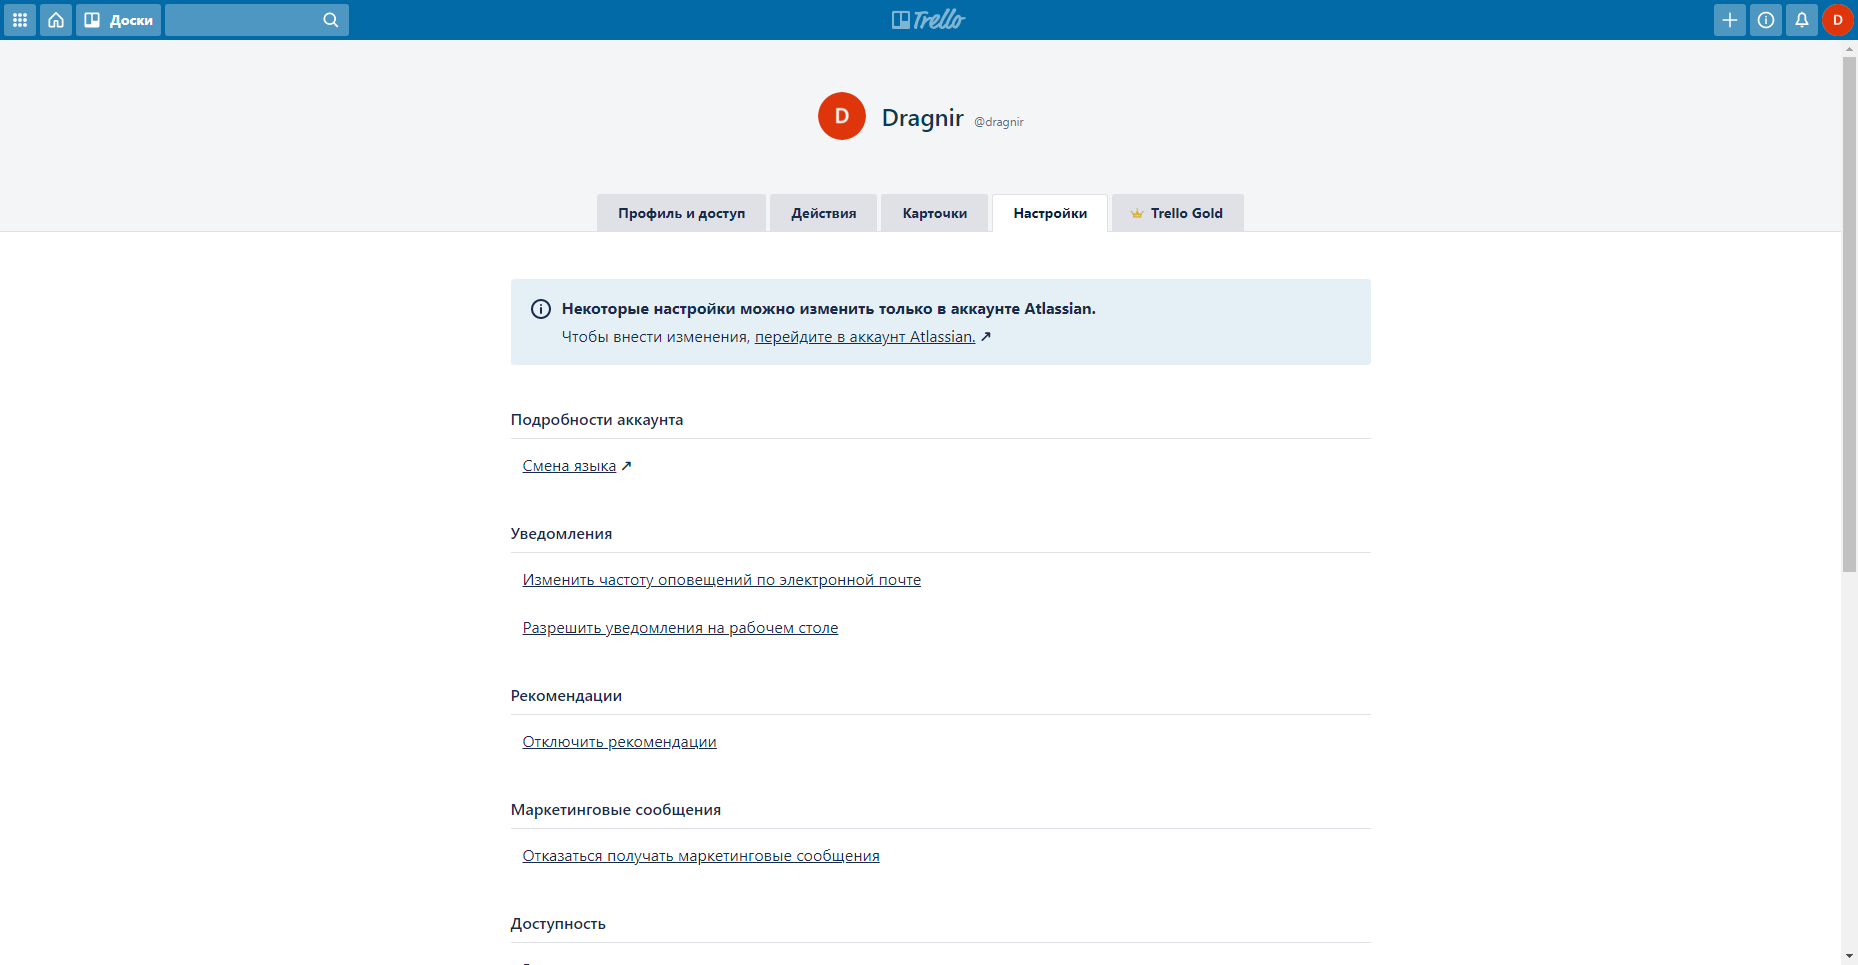 Доски
Trello
D
D
Dragnir @dragnir
Профиль и доступ
Действия
Карточки
Настройки
Trello Gold
Некоторые настройки можно изменить только в аккаунте Atlassian.
Чтобы внести изменения, перейдите в аккаунт Atlassian. ↗
Подробности аккаунта
Смена языка ↗
Уведомления
Изменить частоту оповещений по электронной почте
Разрешить уведомления на рабочем столе
Рекомендации
Отключить рекомендации
Маркетинговые сообщения
Отказаться получать маркетинговые сообщения
Доступность